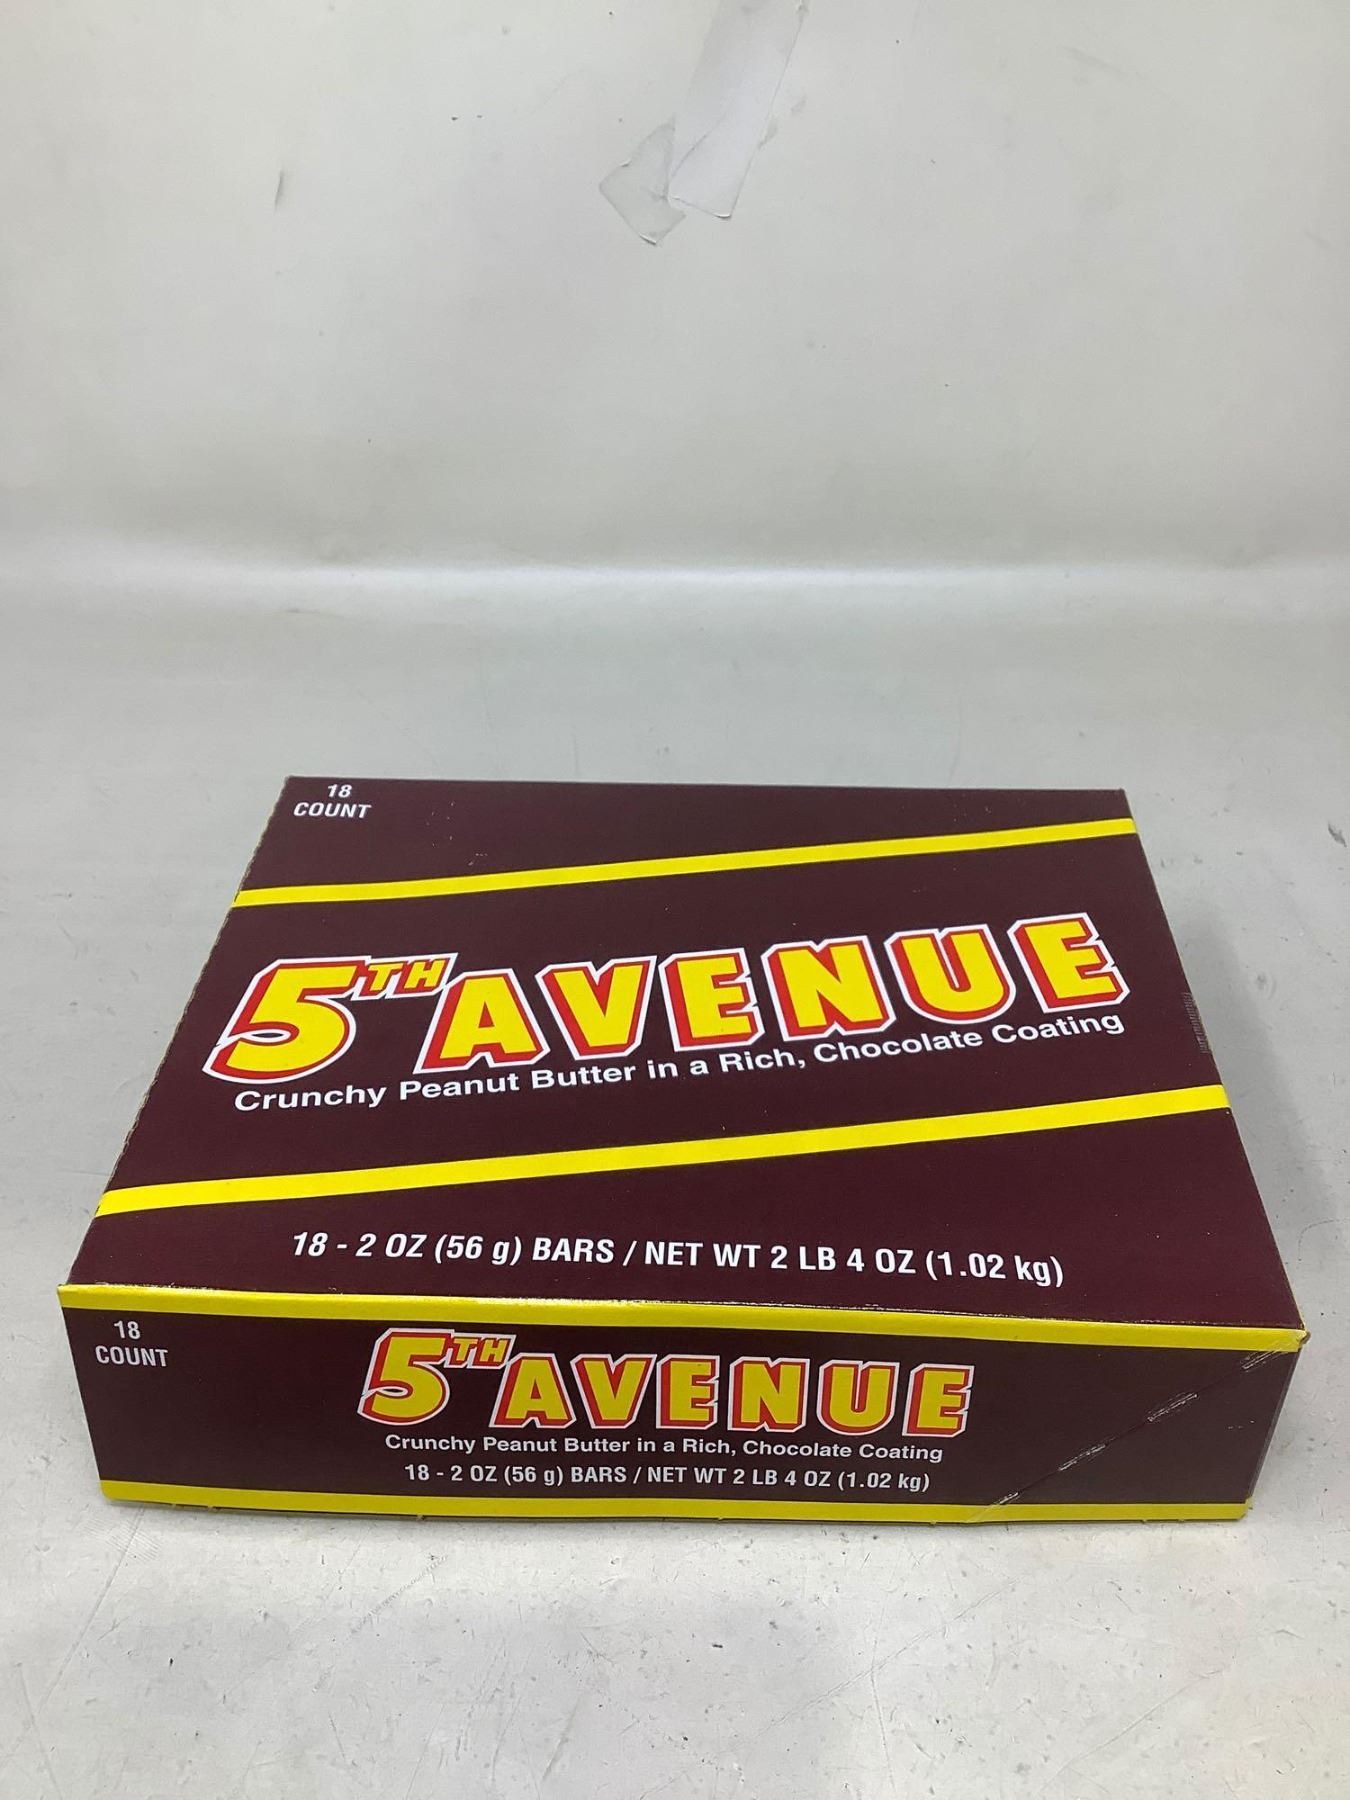 18
COUNT
5TH AVENUE
Crunchy Peanut Butter in a Rich, Chocolate Coating
18 - 2 OZ (56 g) BARS / NET WT 2 LB 4 OZ (1.02 kg)
18
COUNT
5TH AVENUE
Crunchy Peanut Butter in a Rich, Chocolate Coating
18 - 2 OZ (56 g) BARS / NET WT 2 LB 4 OZ (1.02 kg)